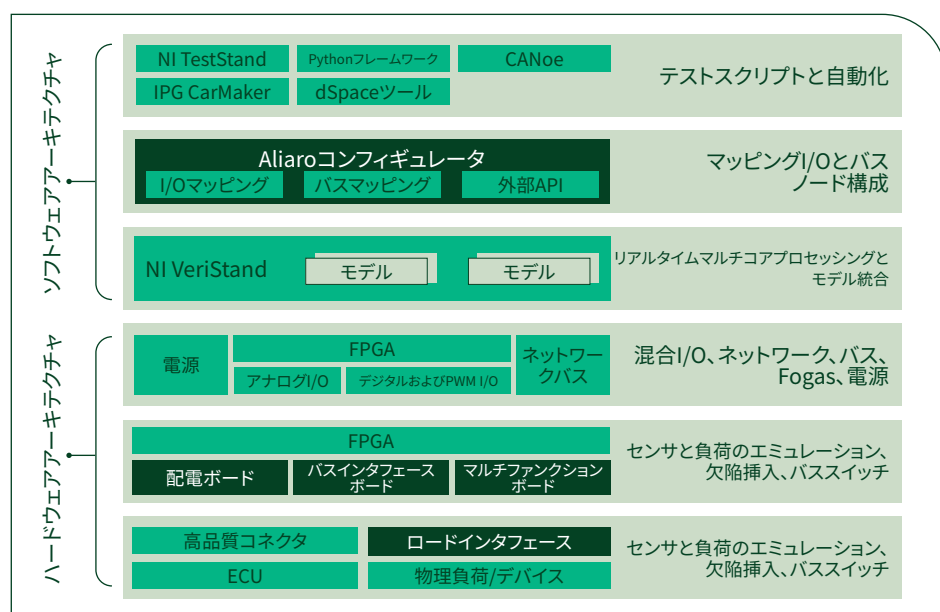 ソフトウェアアーキテクチャ
NI TestStand
Pythonフレームワーク
CANoe
IPG CarMaker
dSpaceツール
テストスクリプトと自動化
Aliaroコンフィギュレータ
I/Oマッピング
バスマッピング
外部API
マッピングI/Oとバス
ノード構成
NI VeriStand
モデル
モデル
リアルタイムマルチコアプロセッシングと
モデル統合
ハードウェアアーキテクチャ
電源
FPGA
アナログI/O
デジタルおよびPWM I/O
ネットワー
クバス
混合I/O、ネットワーク、バス、
Fogas、電源
FPGA
配電ボード
バスインタフェース
ボード
マルチファンクション
ボード
センサと負荷のエミュレーション、
欠陥挿入、バススイッチ
高品質コネクタ
ロードインタフェース
ECU
物理負荷/デバイス
センサと負荷のエミュレーション、
欠陥挿入、バススイッチ